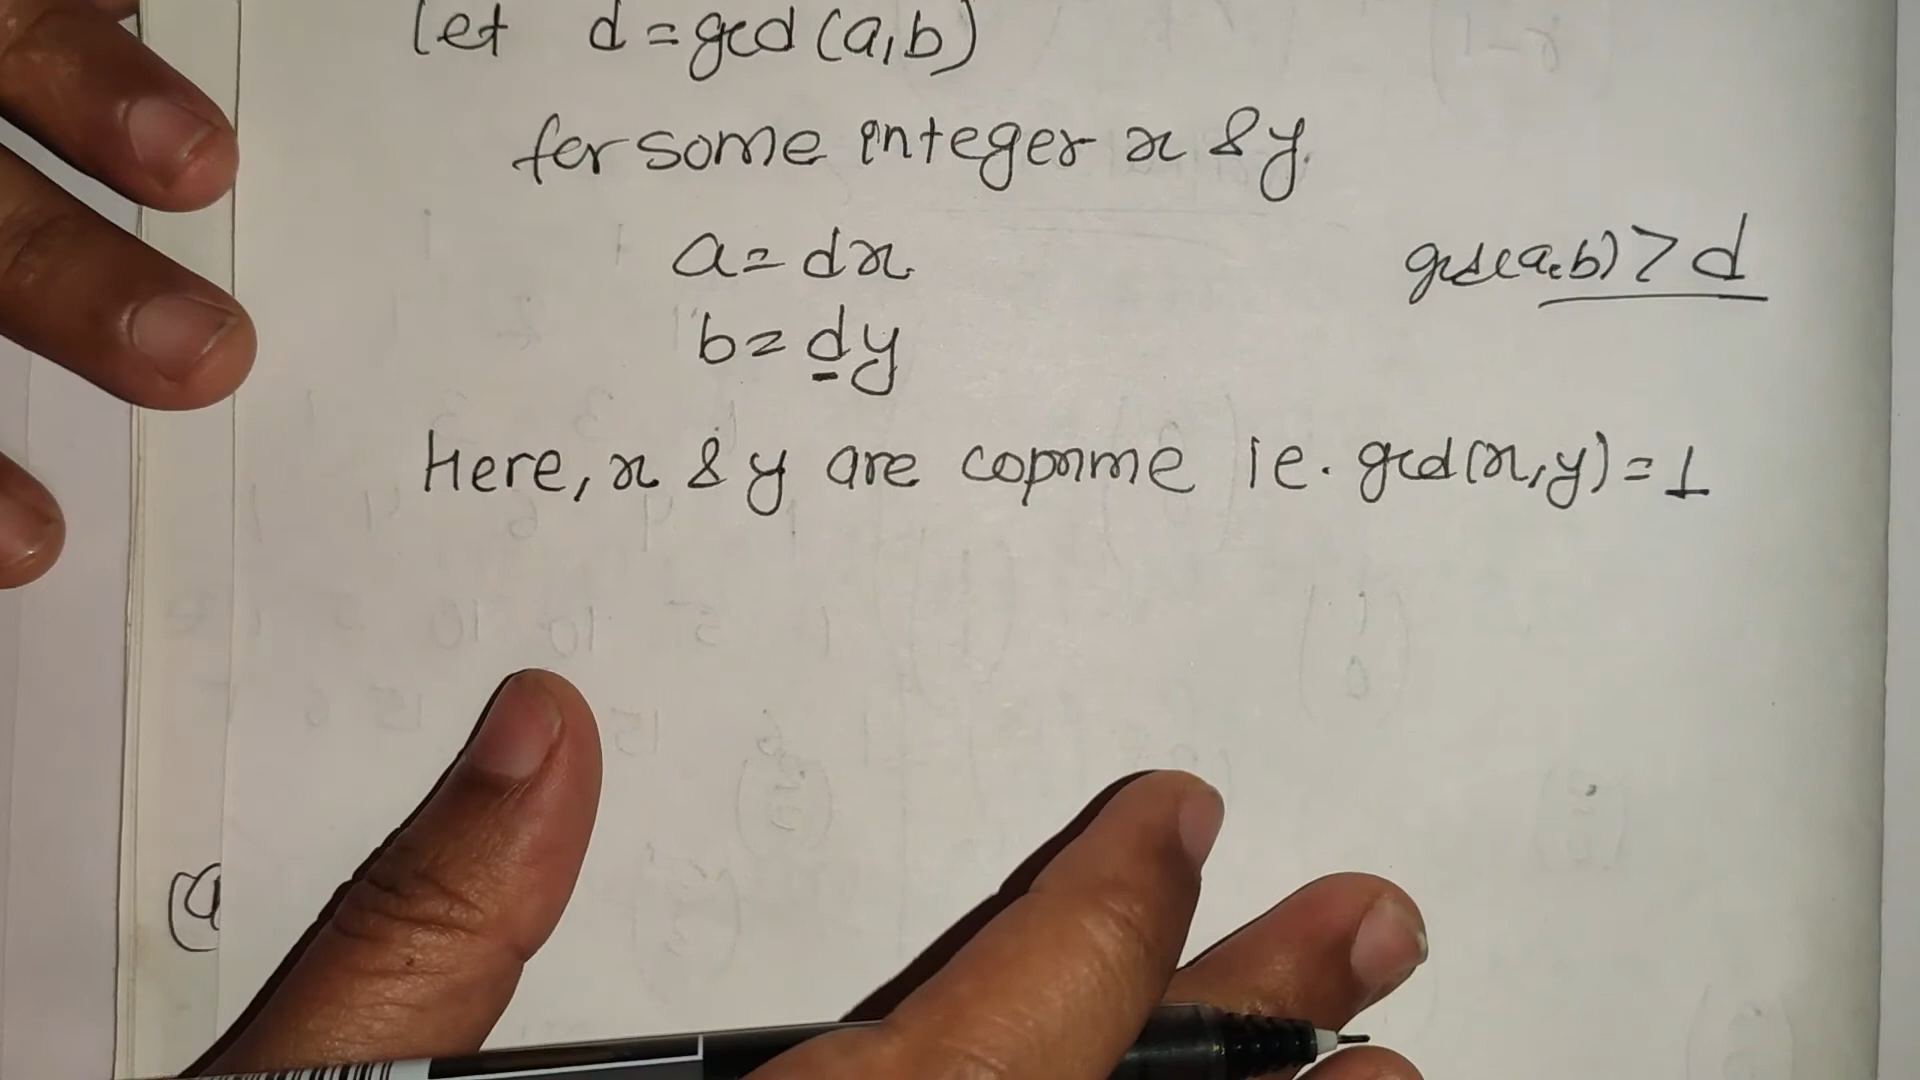 let d = gcd (a, b)
for some integer x & y.
a = dx
gcd(a, b) > d
b = dy
Here, x & y are coprime ie. gcd(x, y) = 1